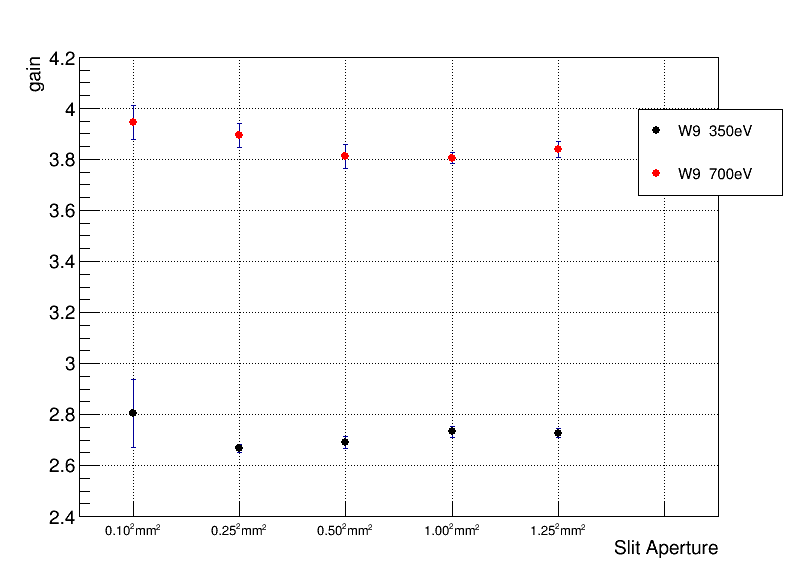 gain
4.2
4
3.8
3.6
3.4
3.2
3
2.8
2.6
2.4
W9 350eV
W9 700eV
0.10²mm² 0.25²mm² 0.50²mm² 1.00²mm² 1.25²mm²
Slit Aperture